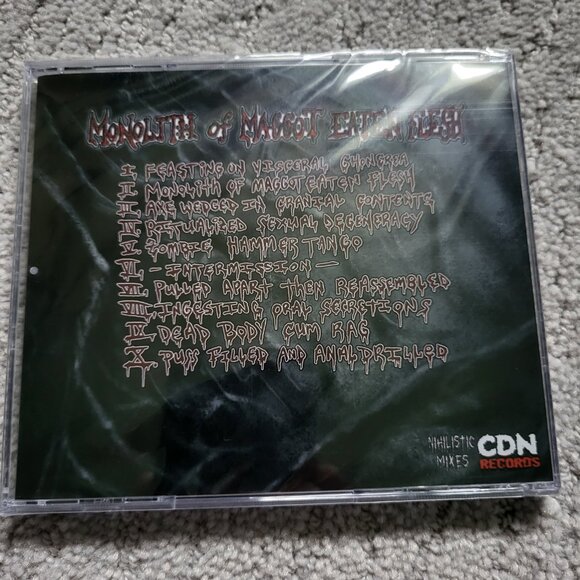 MONOLITH OF MAGGOT EATEN FLESH
I FEASTING ON VISCERAL GHONEREA
II MONOLITH OF MAGGOT EATEN FLESH
III AXE WEDGED IN CRANIAL CONTENTS
IV RITUALIZED SEXUAL DEGENERACY
V ZOMBIE HAMMER TANGO
VI - INTERMISSION -
VII PULLED APART THEN REASSEMBLED
VIII INGESTING ORAL SECRETIONS
IX DEAD BODY CUM RAG
X PUSS FILLED AND ANAL DRILLED
NIHILISTIC
MIXES
CDN
RECORDS